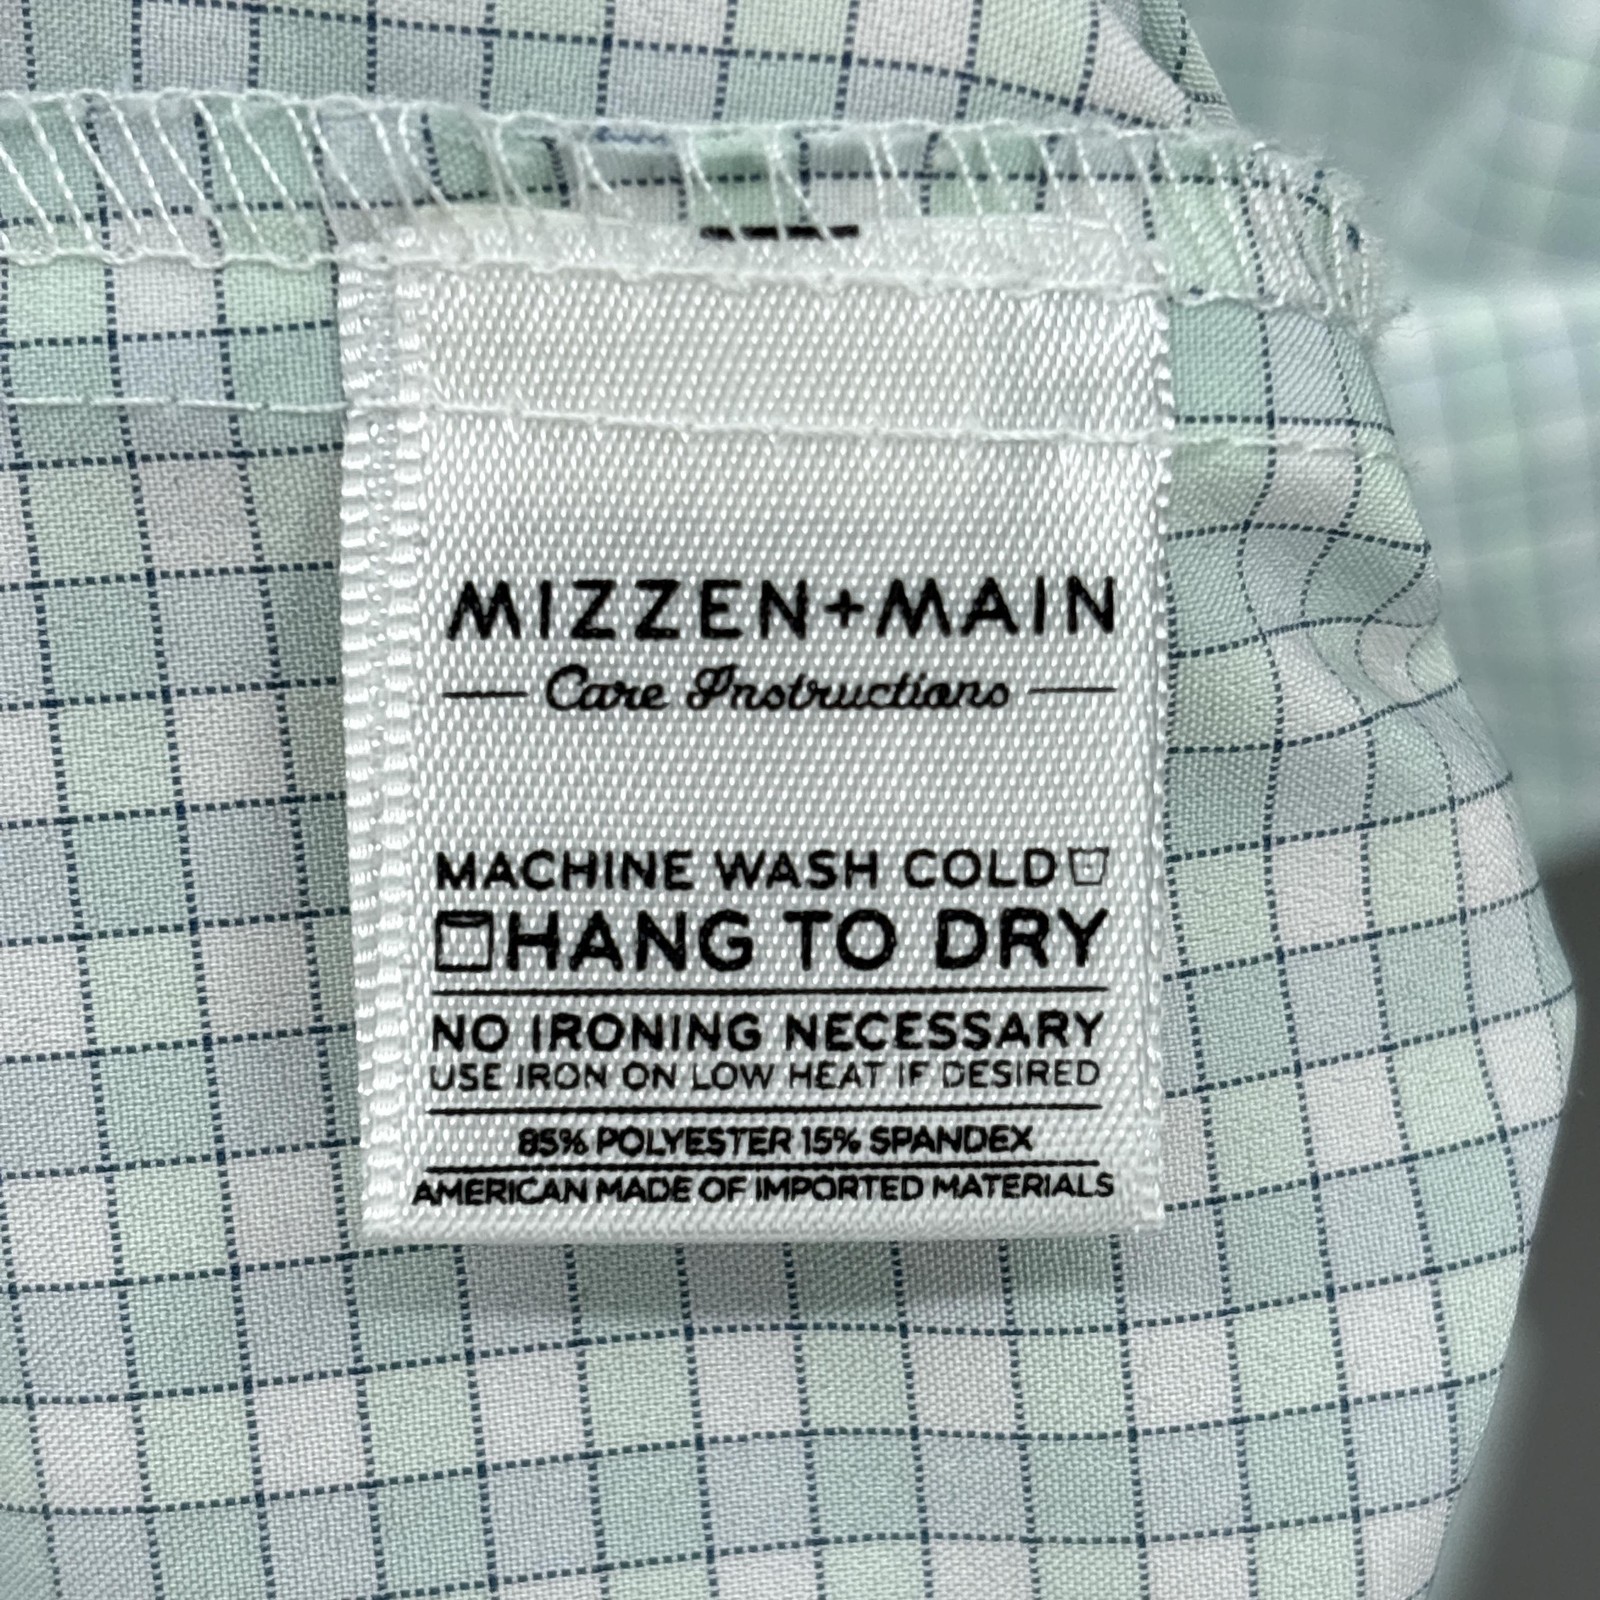 MIZZEN+MAIN
Care Instructions
MACHINE WASH COLD
HANG TO DRY
NO IRONING NECESSARY
USE IRON ON LOW HEAT IF DESIRED
85% POLYESTER 15% SPANDEX
AMERICAN MADE OF IMPORTED MATERIALS